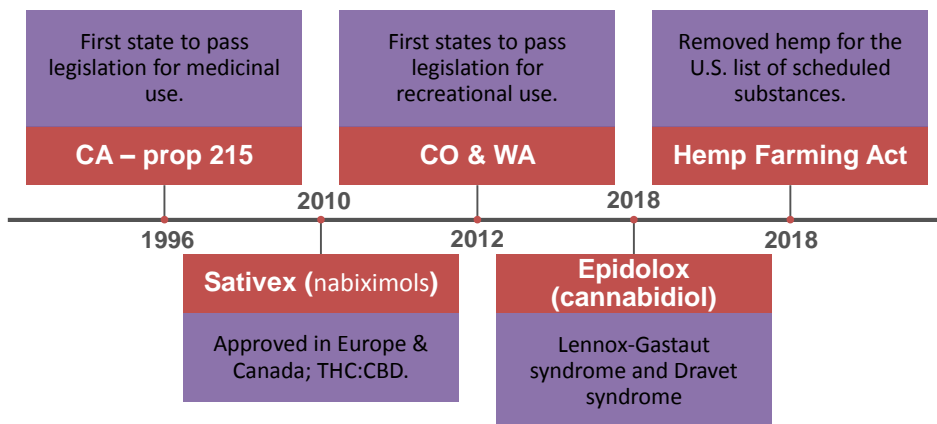 First state to pass
legislation for medicinal
use.
CA – prop 215
First states to pass
legislation for
recreational use.
CO & WA
Removed hemp for the
U.S. list of scheduled
substances.
Hemp Farming Act
2010
2018
1996
2012
2018
Sativex (nabiximols)
Approved in Europe &
Canada; THC:CBD.
Epidolox
(cannabidiol)
Lennox-Gastaut
syndrome and Dravet
syndrome